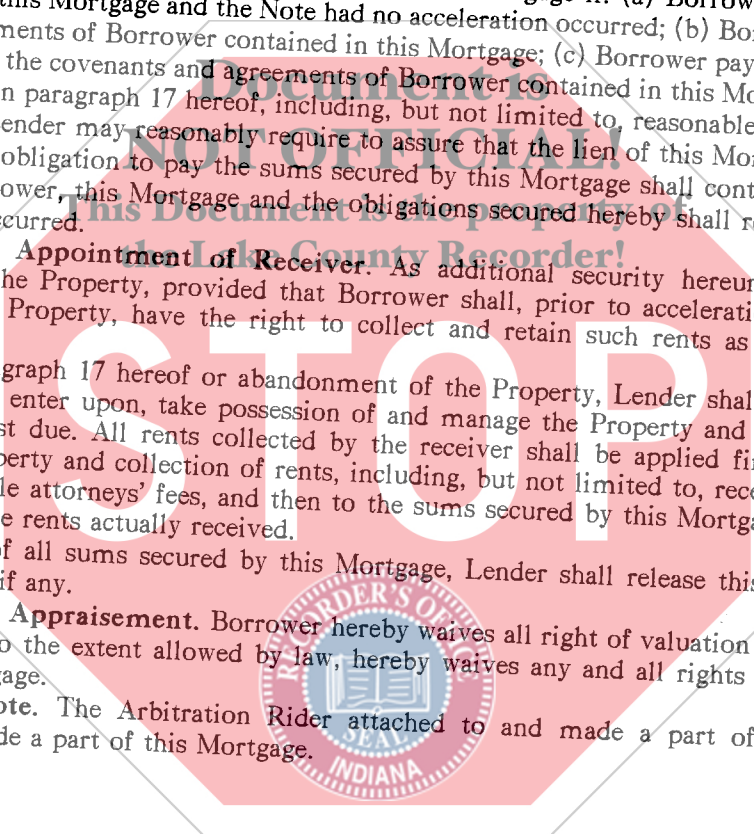 this Mortgage and the Note had no acceleration occurred; (b) Bor
ments of Borrower contained in this Mortgage; (c) Borrower pay
the covenants and agreements of Borrower contained in this Mo
n paragraph 17 hereof, including, but not limited to, reasonable
ender may reasonably require to assure that the lien of this Mor
obligation to pay the sums secured by this Mortgage shall cont
ower, this Mortgage and the obligations secured hereby shall r
ccurred.
Document is
NOT OFFICIAL!
This Document is the property of
the Lake County Recorder!
Appointment of Receiver. As additional security hereun
he Property, provided that Borrower shall, prior to accelerati
Property, have the right to collect and retain such rents as
STOP
graph 17 hereof or abandonment of the Property, Lender shal
enter upon, take possession of and manage the Property and
st due. All rents collected by the receiver shall be applied fi
perty and collection of rents, including, but not limited to, rece
le attorneys' fees, and then to the sums secured by this Mortga
e rents actually received.
of all sums secured by this Mortgage, Lender shall release this
if any.
Appraisement. Borrower hereby waives all right of valuation
o the extent allowed by law, hereby waives any and all rights
gage.
ote. The Arbitration Rider attached to and made a part of
de a part of this Mortgage.
RECORDER'S OFFICE
SEAL
INDIANA